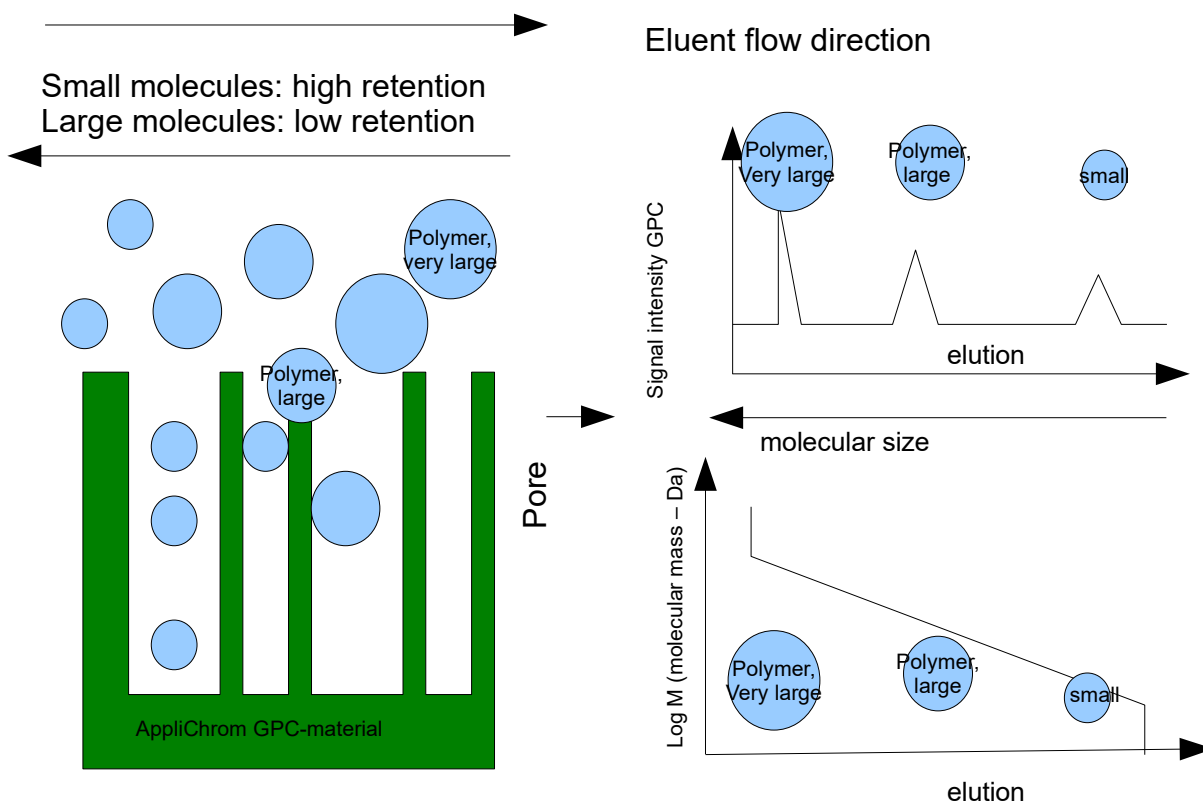 Eluent flow direction
Small molecules: high retention
Large molecules: low retention
Polymer,
very large
Polymer,
large
Pore
AppliChrom GPC-material
Signal intensity GPC
Polymer,
Very large
Polymer,
large
small
elution
molecular size
Log M (molecular mass – Da)
Polymer,
Very large
Polymer,
large
small
elution